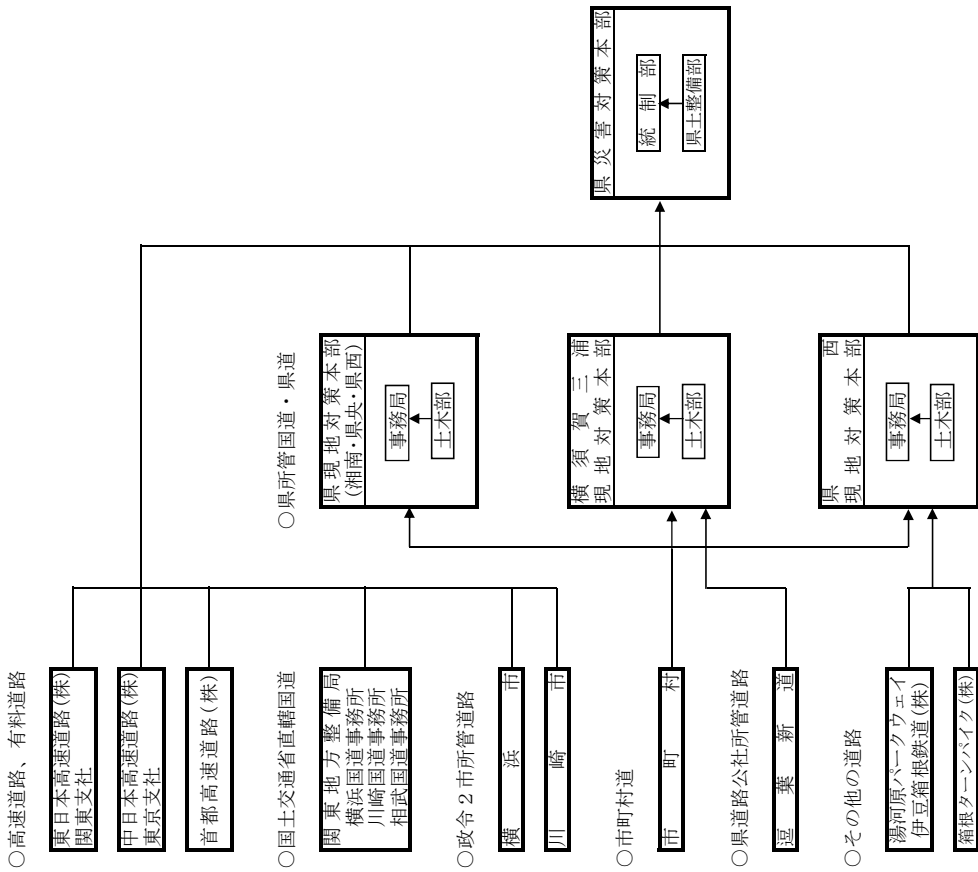 ○高速道路、有料道路
東日本高速道路(株)
関東支社
中日本高速道路(株)
東京支社
首都高速道路(株)
○国土交通省直轄国道
関東地方整備局
横浜国道事務所
川崎国道事務所
相武国道事務所
○政令2市所管道路
横浜市
川崎市
○市町村道
市町村
○県道路公社所管道路
逗葉新道
○その他の道路
湯河原パークウェイ
伊豆箱根鉄道(株)
箱根ターンパイク(株)
○県所管国道・県道
県現地対策本部
(湘南・県央・県西)
事務局
土木部
横須賀三浦
現地対策本部
事務局
土木部
県西
現地対策本部
事務局
土木部
県災害対策本部
統制部
県土整備部